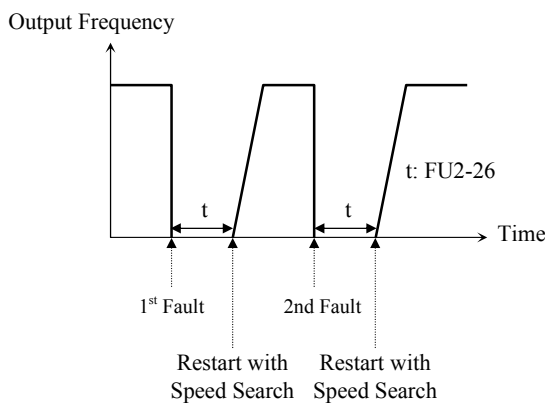 Output Frequency
t: FU2-26
t
t
Time
1st Fault
2nd Fault
Restart with
Speed Search
Restart with
Speed Search